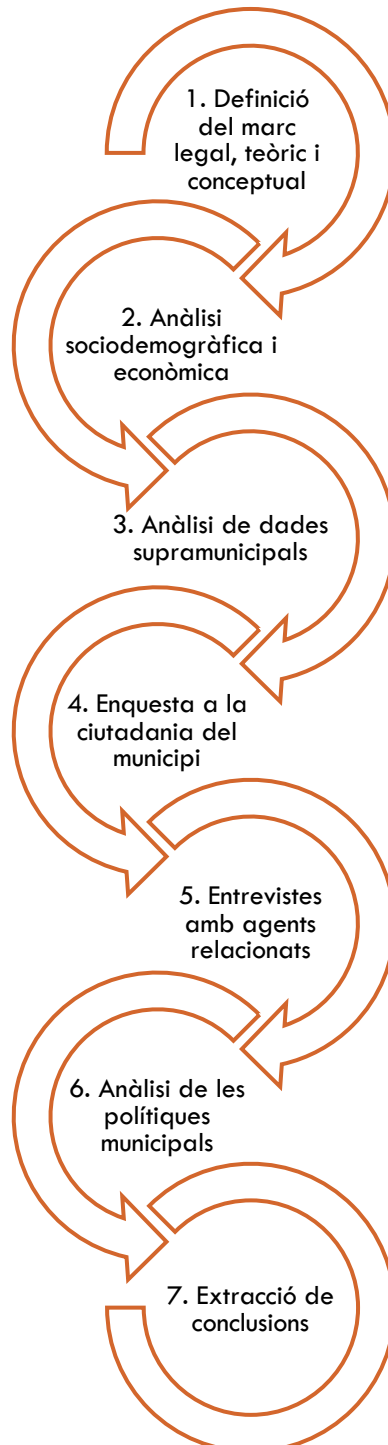 1. Definició
del marc
legal, teòric i
conceptual
2. Anàlisi
sociodemogràfica i
econòmica
3. Anàlisi de dades
supramunicipals
4. Enquesta a la
ciutadania del
municipi
5. Entrevistes
amb agents
relacionats
6. Anàlisi de les
polítiques
municipals
7. Extracció de
conclusions